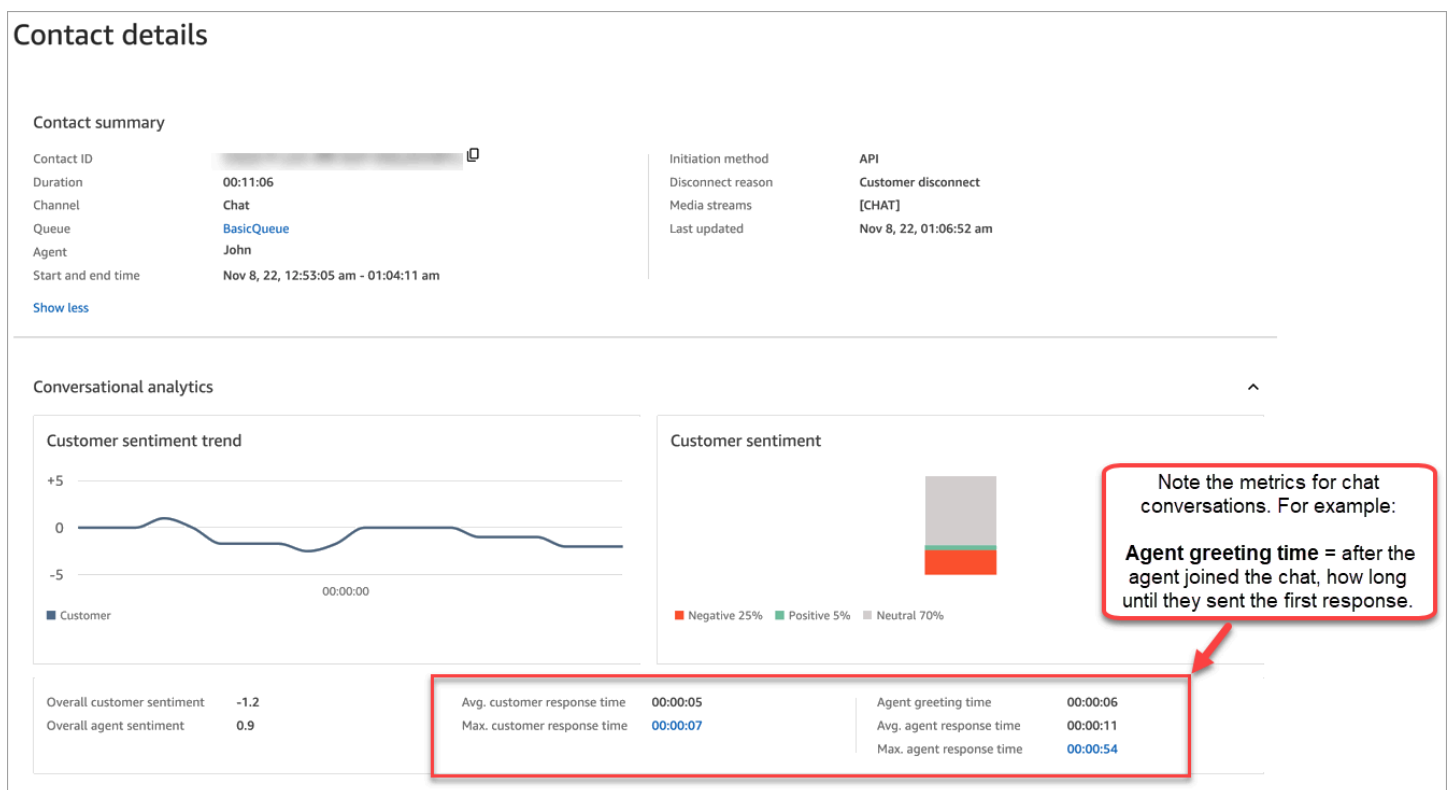 Contact details
Contact summary
Contact ID
Duration 00:11:06
Channel Chat
Queue BasicQueue
Agent John
Start and end time Nov 8, 22, 12:53:05 am - 01:04:11 am
Show less
Initiation method API
Disconnect reason Customer disconnect
Media streams [CHAT]
Last updated Nov 8, 22, 01:06:52 am
Conversational analytics
Customer sentiment trend
+5
0
-5
00:00:00
Customer
Customer sentiment
Negative 25% Positive 5% Neutral 70%
Note the metrics for chat
conversations. For example:
Agent greeting time = after the
agent joined the chat, how long
until they sent the first response.
Overall customer sentiment -1.2
Overall agent sentiment 0.9
Avg. customer response time 00:00:05
Max. customer response time 00:00:07
Agent greeting time 00:00:06
Avg. agent response time 00:00:11
Max. agent response time 00:00:54